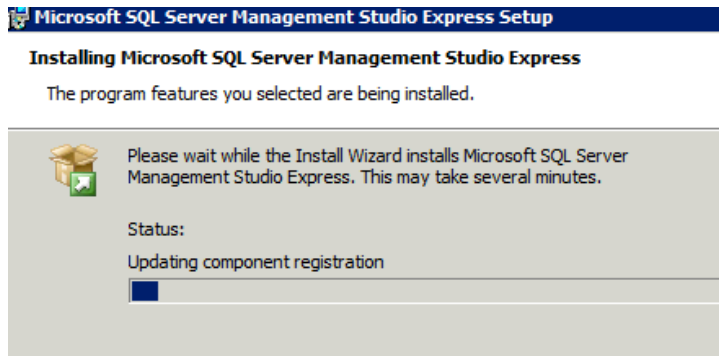 Microsoft SQL Server Management Studio Express Setup
Installing Microsoft SQL Server Management Studio Express
The program features you selected are being installed.
Please wait while the Install Wizard installs Microsoft SQL Server
Management Studio Express. This may take several minutes.
Status:
Updating component registration